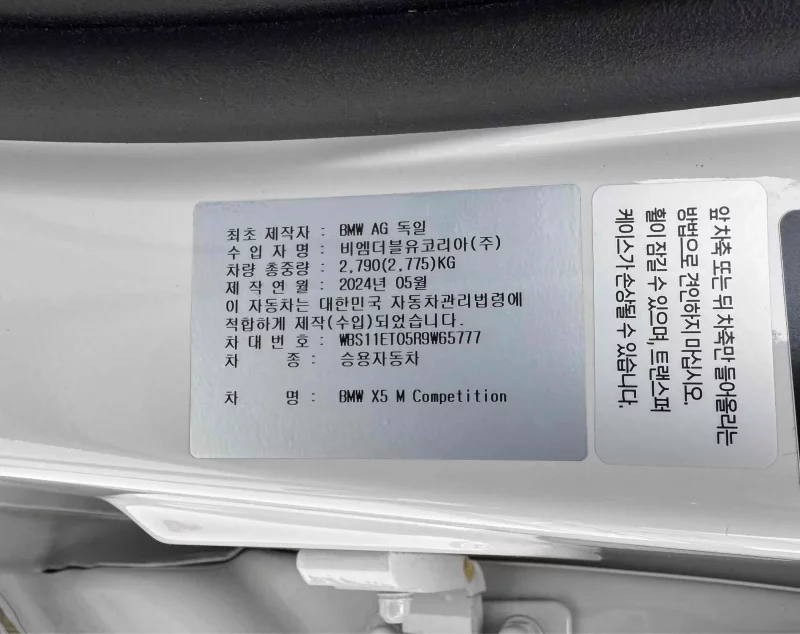 최초 제작자 : BMW AG 독일
수 입 자 명 : 비엠더블유코리아(주)
차량 총중량 : 2,790(2,775)KG
제 작 연 월 : 2024년 05월
이 자동차는 대한민국 자동차관리법령에
적합하게 제작(수입)되었습니다.
차 대 번 호 : WBS11ET05R9W65777
차 종 : 승용자동차
차 명 : BMW X5 M Competition
앞 차축 또는 뒤 차축만 들어올리는
방법으로 견인하지 마십시오.
휠이 잠길 수 있으며, 트랜스퍼
케이스가 손상될 수 있습니다.